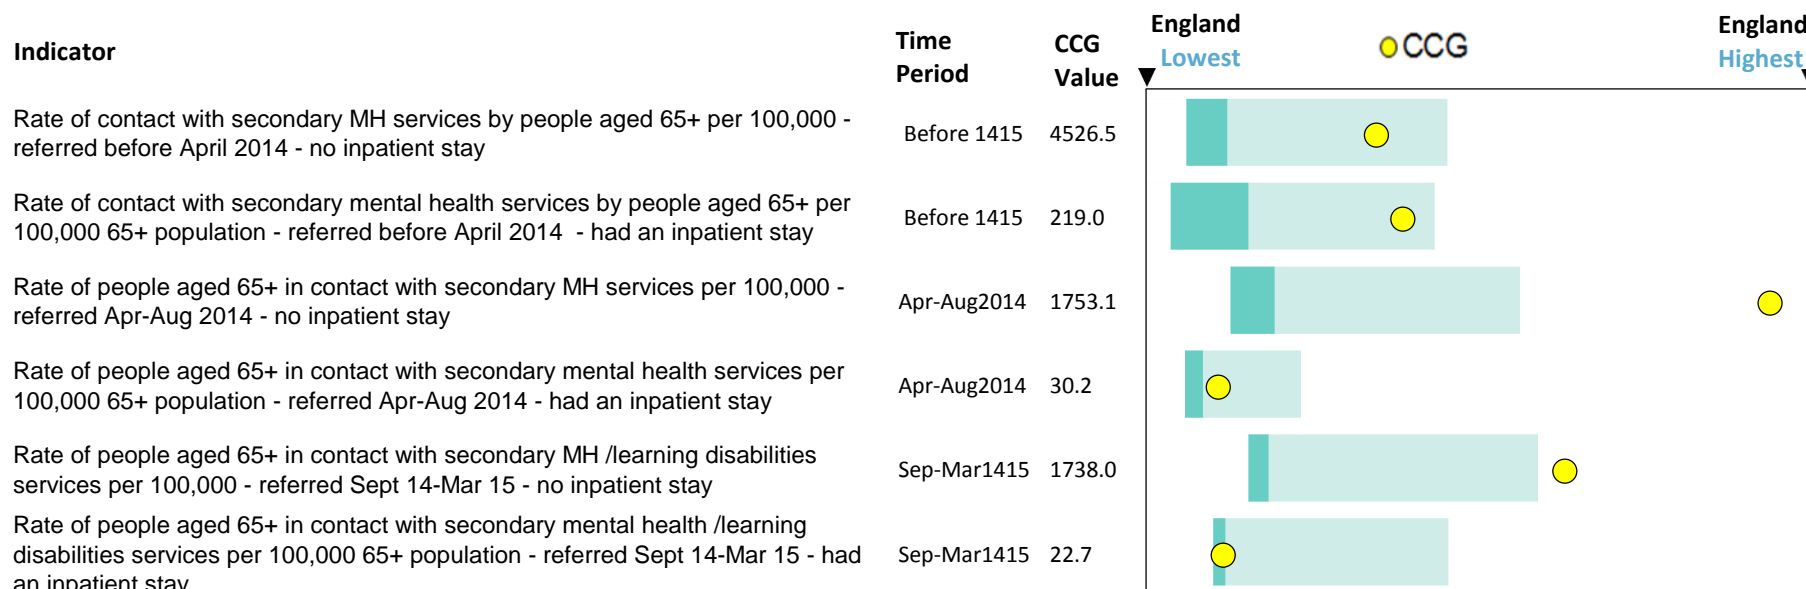 Indicator
Time Period
CCG Value
England Lowest
CCG
England Highest
Rate of contact with secondary MH services by people aged 65+ per 100,000 -
referred before April 2014 - no inpatient stay
Before 1415 4526.5
Rate of contact with secondary mental health services by people aged 65+ per
100,000 65+ population - referred before April 2014 - had an inpatient stay
Before 1415 219.0
Rate of people aged 65+ in contact with secondary MH services per 100,000 -
referred Apr-Aug 2014 - no inpatient stay
Apr-Aug2014 1753.1
Rate of people aged 65+ in contact with secondary mental health services per
100,000 65+ population - referred Apr-Aug 2014 - had an inpatient stay
Apr-Aug2014 30.2
Rate of people aged 65+ in contact with secondary MH /learning disabilities
services per 100,000 - referred Sept 14-Mar 15 - no inpatient stay
Sep-Mar1415 1738.0
Rate of people aged 65+ in contact with secondary mental health /learning
disabilities services per 100,000 65+ population - referred Sept 14-Mar 15 - had
an inpatient stay
Sep-Mar1415 22.7